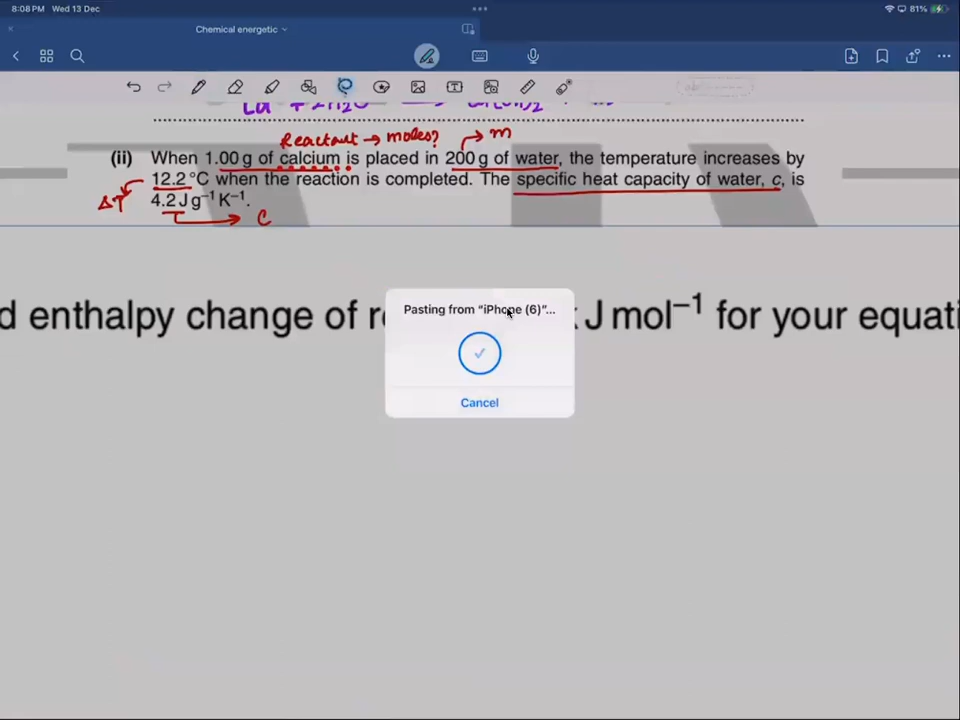 8:08 PM Wed 13 Dec
81%
Chemical energetic
Reactant → moles?
→ m
(ii) When 1.00 g of calcium is placed in 200 g of water, the temperature increases by
12.2 °C when the reaction is completed. The specific heat capacity of water, c, is
ΔT
4.2 J g⁻¹ K⁻¹.
→ C
Pasting from “iPhone (6)”...
d enthalpy change of re
k J mol⁻¹ for your equati
Cancel